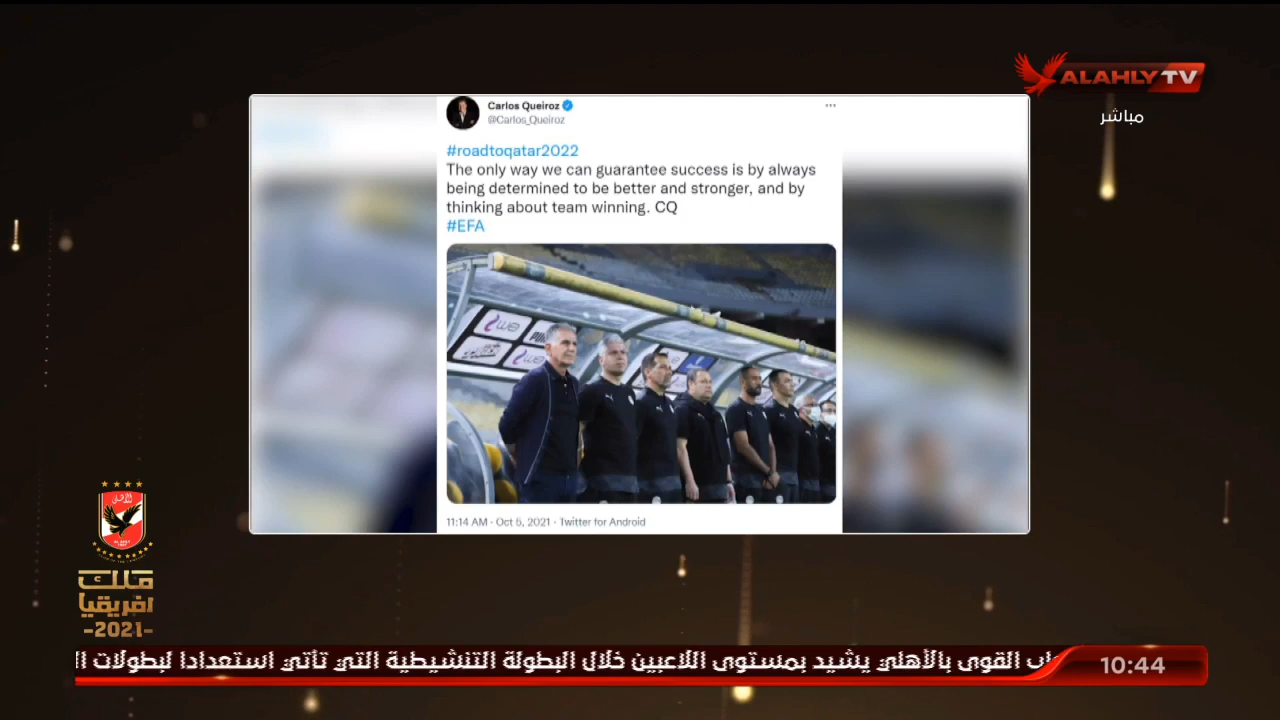 ALAHLY TV
مباشر
Carlos Queiroz
@Carlos_Queiroz
#roadtoqatar2022
The only way we can guarantee success is by always
being determined to be better and stronger, and by
thinking about team winning. CQ
#EFA
we
we
11:14 AM · Oct 5, 2021 · Twitter for Android
ملك
افريقيا
-2021-
القوى بالأهلي يشيد بمستوى اللاعبين خلال البطولة التنشيطية التي تأتي استعدادا لبطولات
10:44